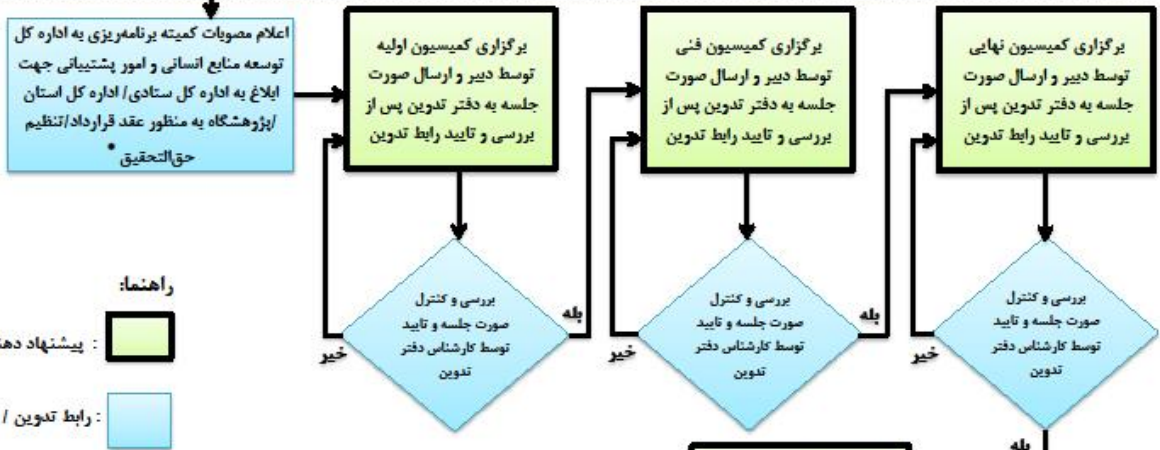 اعلام مصوبات کمیته برنامه‌ریزی به اداره کل
توسعه منابع انسانی و امور پشتیبانی جهت
ابلاغ به اداره کل ستادی/ اداره کل استان
/پژوهشگاه به منظور عقد قرارداد/تنظیم
حق‌التحقیق *
برگزاری کمیسیون اولیه
توسط دبیر و ارسال صورت
جلسه به دفتر تدوین پس از
بررسی و تایید رابط تدوین
برگزاری کمیسیون فنی
توسط دبیر و ارسال صورت
جلسه به دفتر تدوین پس از
بررسی و تایید رابط تدوین
برگزاری کمیسیون نهایی
توسط دبیر و ارسال صورت
جلسه به دفتر تدوین پس از
بررسی و تایید رابط تدوین
بررسی و کنترل
صورت جلسه و تایید
توسط کارشناس دفتر
تدوین
خیر
بله
بررسی و کنترل
صورت جلسه و تایید
توسط کارشناس دفتر
تدوین
خیر
بله
بررسی و کنترل
صورت جلسه و تایید
توسط کارشناس دفتر
تدوین
خیر
بله
راهنما:
: پیشنهاد
: رابط تدوین /